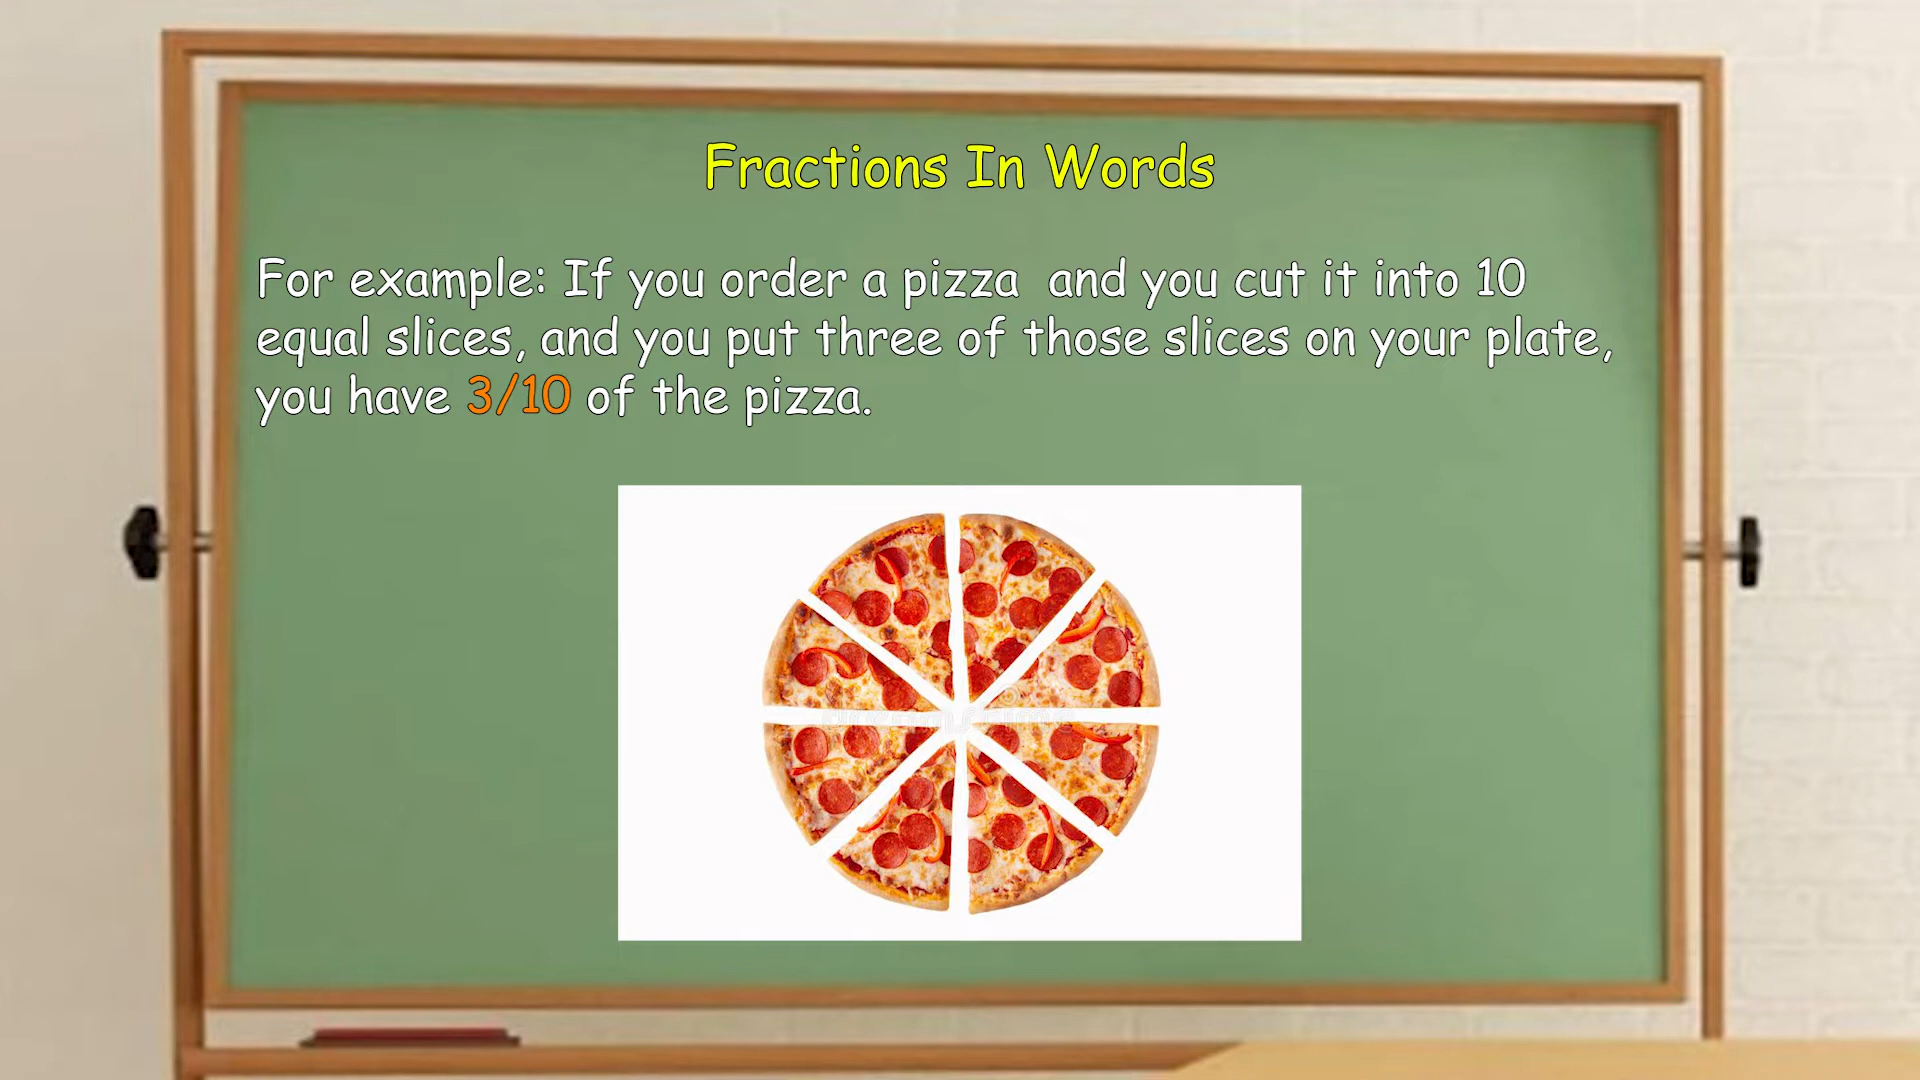 Fractions In Words
For example: If you order a pizza  and you cut it into 10
equal slices, and you put three of those slices on your plate,
you have 3/10 of the pizza.